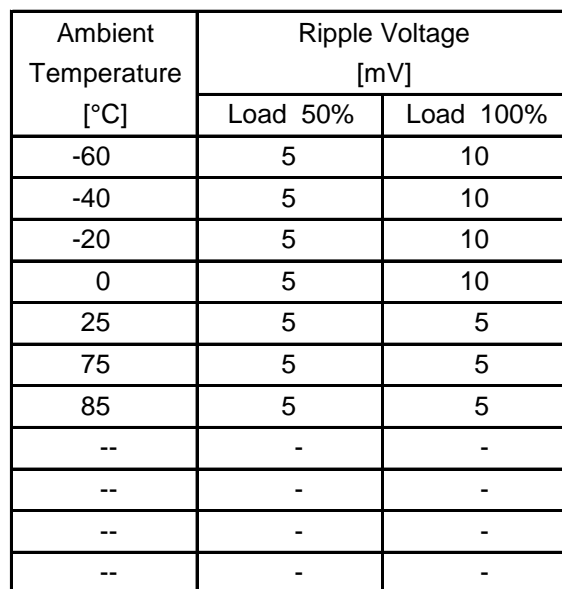 Ambient Temperature [°C] Ripple Voltage [mV]
Load 50% Load 100%
-60 5 10
-40 5 10
-20 5 10
0 5 10
25 5 5
75 5 5
85 5 5
-- - -
-- - -
-- - -
-- - -